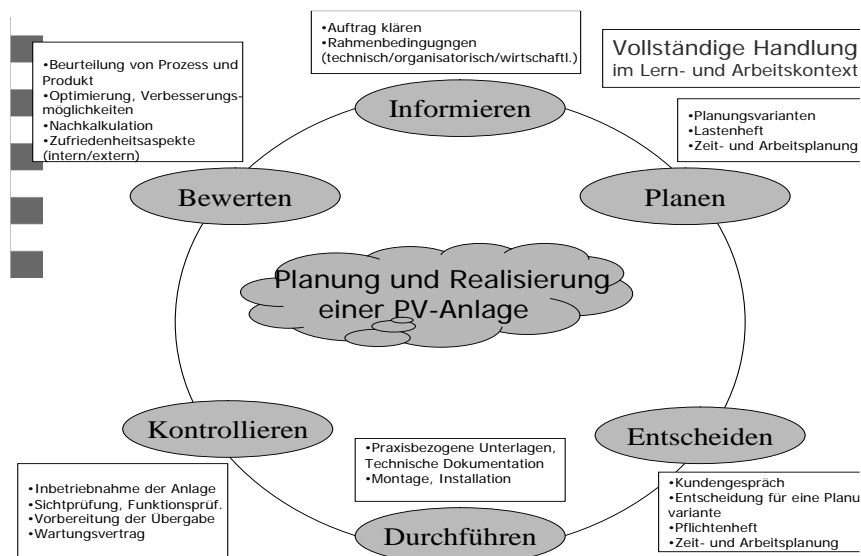 •Auftrag klären
•Rahmenbedingugngen
(technisch/organisatorisch/wirtschaftl.)
Vollständige Handlung
im Lern- und Arbeitskontext
•Beurteilung von Prozess und
Produkt
•Optimierung, Verbesserungs-
möglichkeiten
•Nachkalkulation
•Zufriedenheitsaspekte
(intern/extern)
Informieren
•Planungsvarianten
•Lastenheft
•Zeit- und Arbeitsplanung
Bewerten
Planen
Planung und Realisierung
einer PV-Anlage
Kontrollieren
Entscheiden
•Praxisbezogene Unterlagen,
Technische Dokumentation
•Montage, Installation
•Inbetriebnahme der Anlage
•Sichtprüfung, Funktionsprüf.
•Vorbereitung der Übergabe
•Wartungsvertrag
•Kundengespräch
•Entscheidung für eine Planu
variante
•Pflichtenheft
•Zeit- und Arbeitsplanung
Durchführen